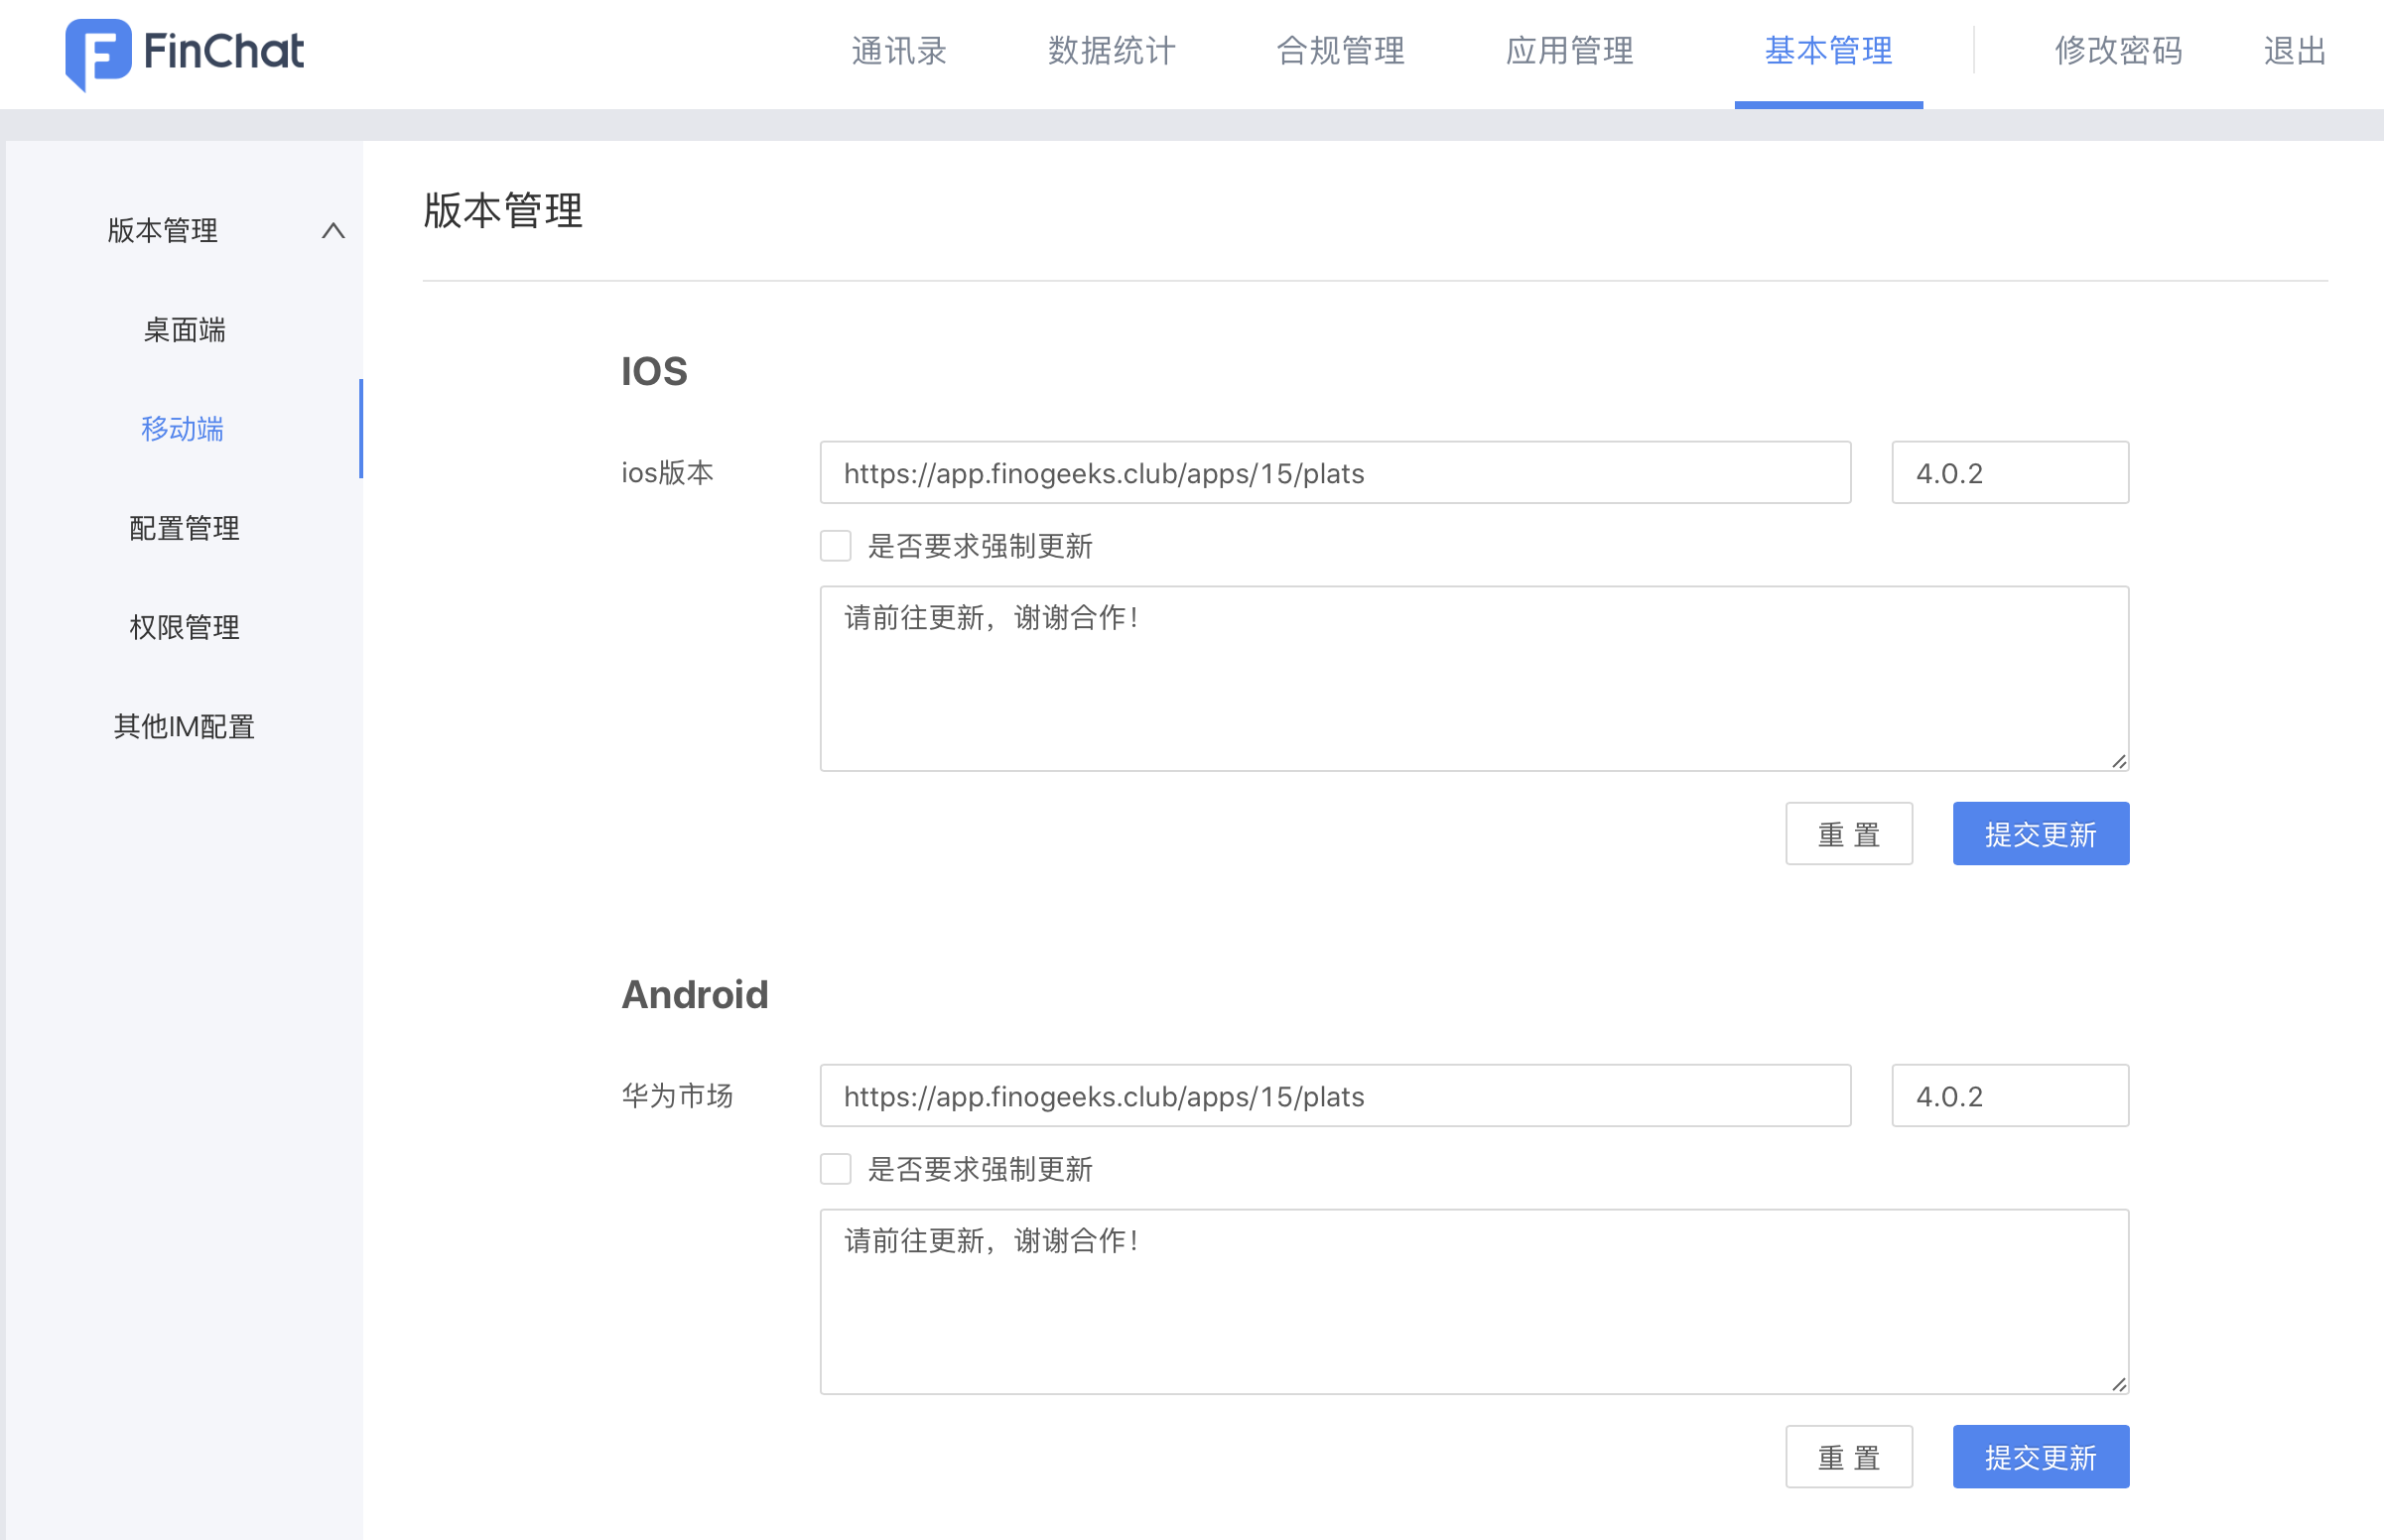 FinChat
通讯录 数据统计 合规管理 应用管理 基本管理 修改密码 退出
版本管理
桌面端
移动端
配置管理
权限管理
其他IM配置
版本管理
IOS
ios版本 https://app.finogeeks.club/apps/15/plats 4.0.2
是否要求强制更新
请前往更新，谢谢合作！
重 置 提交更新
Android
华为市场 https://app.finogeeks.club/apps/15/plats 4.0.2
是否要求强制更新
请前往更新，谢谢合作！
重 置 提交更新